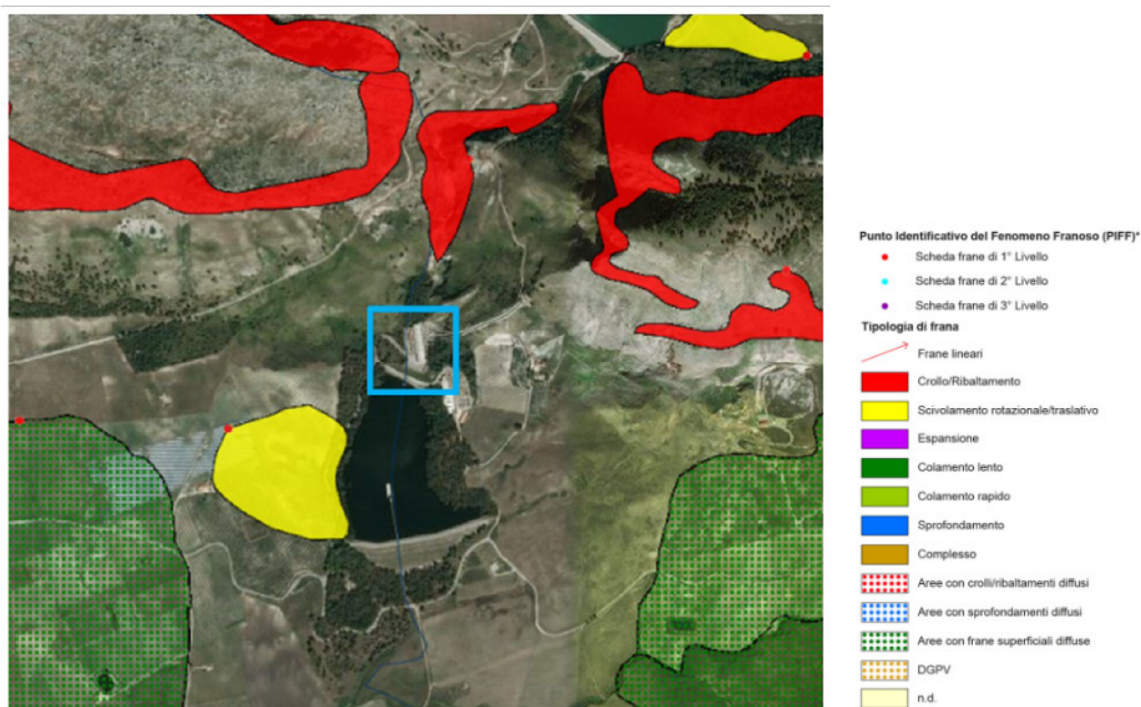 Punto Identificativo del Fenomeno Franoso (PIFF)*
Scheda frane di 1° Livello
Scheda frane di 2° Livello
Scheda frane di 3° Livello
Tipologia di frana
Frane lineari
Crollo/Ribaltamento
Scivolamento rotazionale/traslativo
Espansione
Colamento lento
Colamento rapido
Sprofondamento
Complesso
Aree con crolli/ribaltamenti diffusi
Aree con sprofondamenti diffusi
Aree con frane superficiali diffuse
DGPV
n.d.